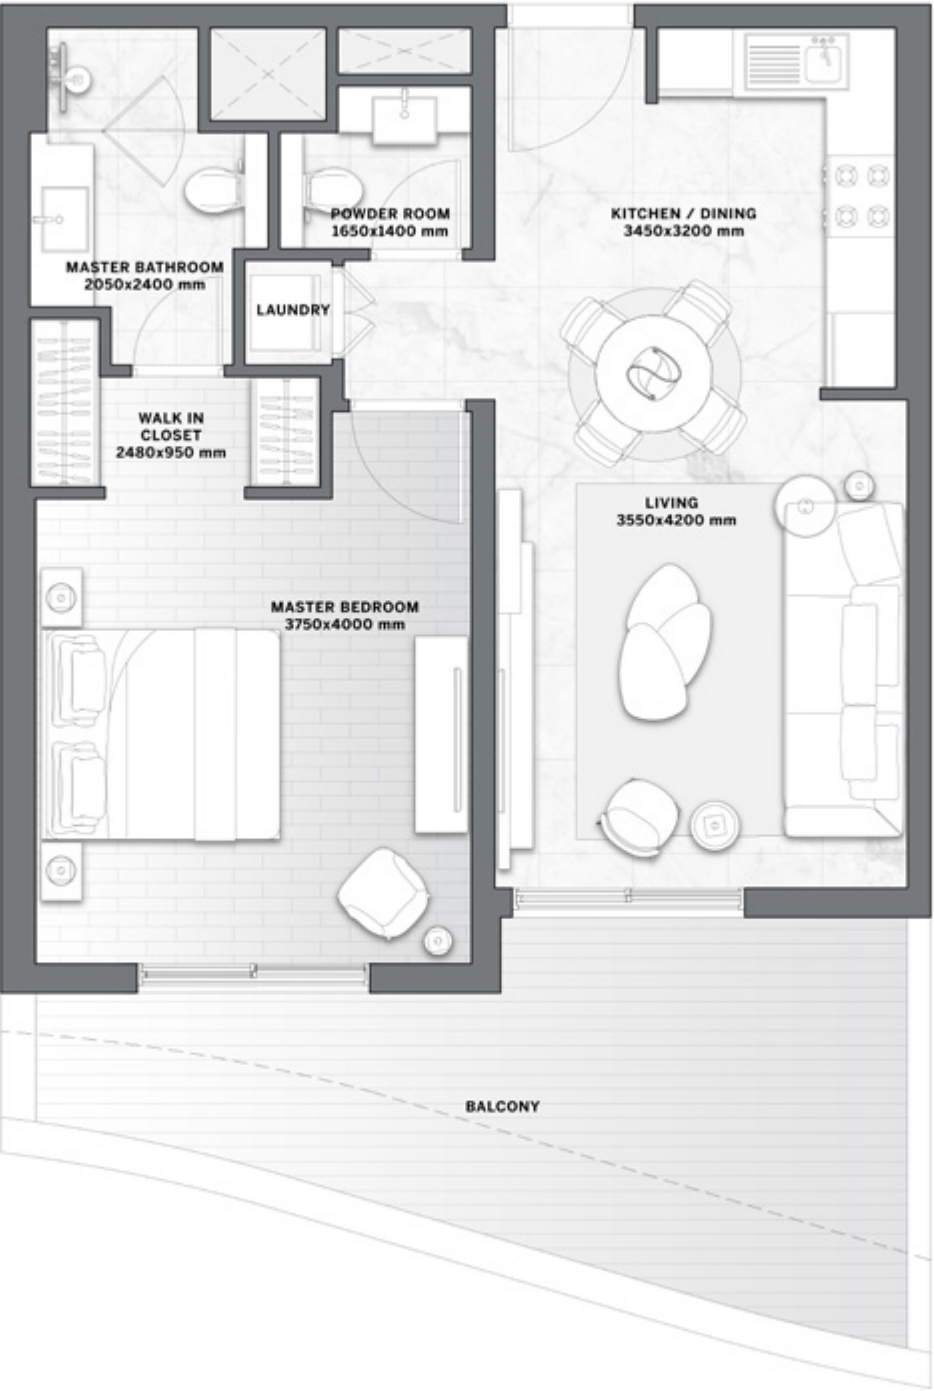 POWDER ROOM
1650x1400 mm
KITCHEN / DINING
3450x3200 mm
MASTER BATHROOM
2050x2400 mm
LAUNDRY
WALK IN
CLOSET
2480x950 mm
LIVING
3550x4200 mm
MASTER BEDROOM
3750x4000 mm
BALCONY